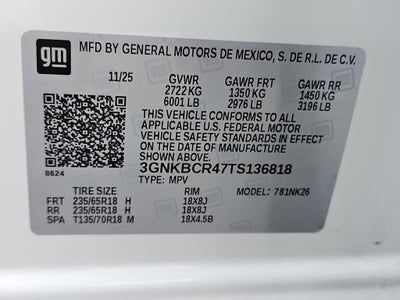 gm
MFD BY GENERAL MOTORS DE MEXICO, S. DE R.L. DE C.V.
11/25 GVWR GAWR FRT GAWR RR
2722 KG 1350 KG 1450 KG
6001 LB 2976 LB 3196 LB
THIS VEHICLE CONFORMS TO ALL
APPLICABLE U.S. FEDERAL MOTOR
VEHICLE SAFETY STANDARDS IN EFFECT ON
THE DATE OF MANUFACTURE SHOWN ABOVE.
8624 3GNKBCR47TS136818
TYPE: MPV MODEL: 781NK26
TIRE SIZE RIM
FRT 235/65R18 H 18X8J
RR 235/65R18 H 18X8J
SPA T135/70R18 M 18X4.5B